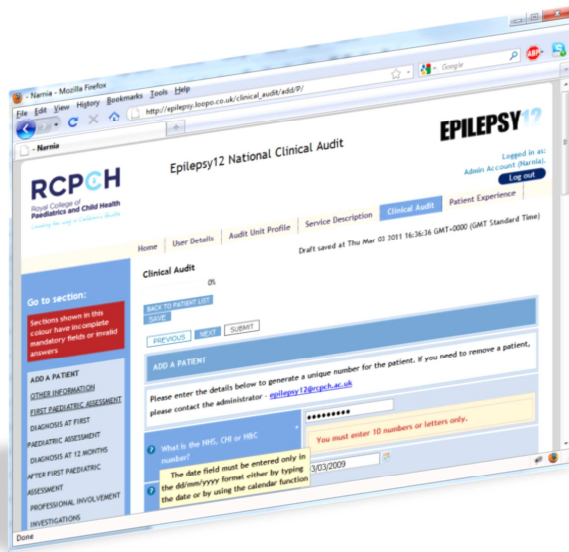 - Narnia - Mozilla Firefox
File Edit View History Bookmarks Tools Help
http://epilepsy.loopo.co.uk/clinical_audit/add/P/
Google
ABP
- Narnia
RCPCH
Royal College of
Paediatrics and Child Health
Leading the way in Children's Health
Epilepsy12 National Clinical Audit
EPILEPSY12
Logged in as:
Admin Account (Narnia).
Log out
Home User Details Audit Unit Profile Service Description Clinical Audit Patient Experience
Draft saved at Thu Mar 03 2011 16:36:36 GMT+0000 (GMT Standard Time)
Go to section:
Sections shown in this
colour have incomplete
mandatory fields or invalid
answers
ADD A PATIENT
OTHER INFORMATION
FIRST PAEDIATRIC ASSESSMENT
DIAGNOSIS AT FIRST
PAEDIATRIC ASSESSMENT
DIAGNOSIS AT 12 MONTHS
AFTER FIRST PAEDIATRIC
ASSESSMENT
PROFESSIONAL INVOLVEMENT
INVESTIGATIONS
Clinical Audit
0%
BACK TO PATIENT LIST
SAVE
PREVIOUS NEXT SUBMIT
ADD A PATIENT
Please enter the details below to generate a unique number for the patient. If you need to remove a patient,
please contact the administrator - epilepsy12@rcpch.ac.uk
What is the NHS, CHI or HBC
number?
*
•••••••••
You must enter 10 numbers or letters only.
The date field must be entered only in
the dd/mm/yyyy format either by typing
the date or by using the calendar function
3/03/2009
Done